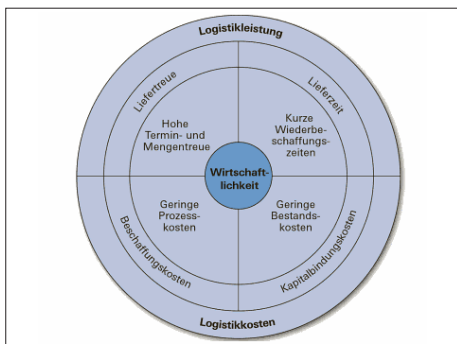 Logistikleistung
Liefertreue
Lieferzeit
Hohe
Termin- und
Mengentreue
Kurze
Wiederbe-
schaffungs-
zeiten
Wirtschaft-
lichkeit
Geringe
Prozess-
kosten
Geringe
Bestands-
kosten
Beschaffungskosten
Kapitalbindungskosten
Logistikkosten